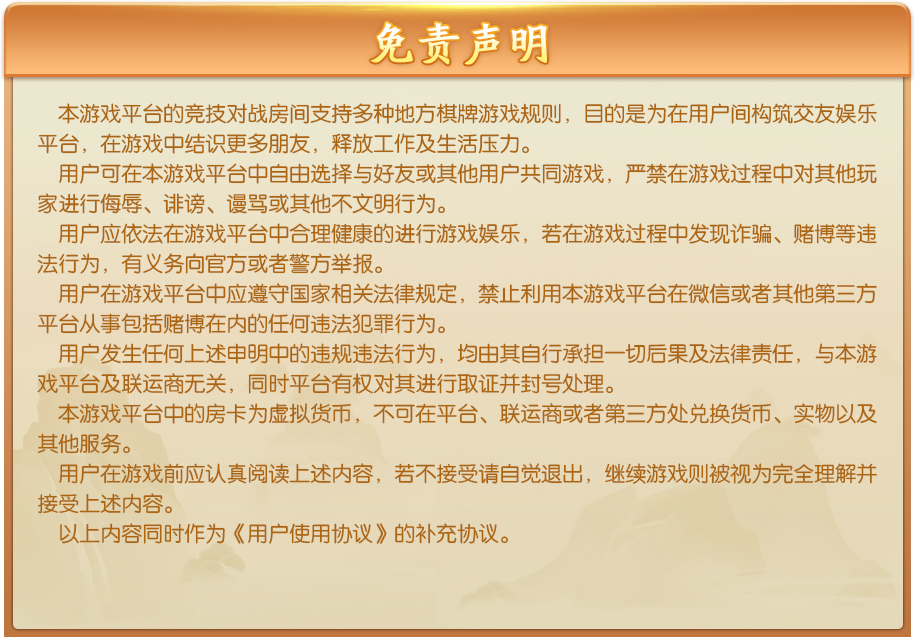 免责声明
本游戏平台的竞技对战房间支持多种地方棋牌游戏规则，目的是为在用户间构筑交友娱乐
平台，在游戏中结识更多朋友，释放工作及生活压力。
用户可在本游戏平台中自由选择与好友或其他用户共同游戏，严禁在游戏过程中对其他玩
家进行侮辱、诽谤、谩骂或其他不文明行为。
用户应依法在游戏平台中合理健康的进行游戏娱乐，若在游戏过程中发现诈骗、赌博等违
法行为，有义务向官方或者警方举报。
用户在游戏平台中应遵守国家相关法律规定，禁止利用本游戏平台在微信或者其他第三方
平台从事包括赌博在内的任何违法犯罪行为。
用户发生任何上述申明中的违规违法行为，均由其自行承担一切后果及法律责任，与本游
戏平台及联运商无关，同时平台有权对其进行取证并封号处理。
本游戏平台中的房卡为虚拟货币，不可在平台、联运商或者第三方处兑换货币、实物以及
其他服务。
用户在游戏前应认真阅读上述内容，若不接受请自觉退出，继续游戏则被视为完全理解并
接受上述内容。
以上内容同时作为《用户使用协议》的补充协议。